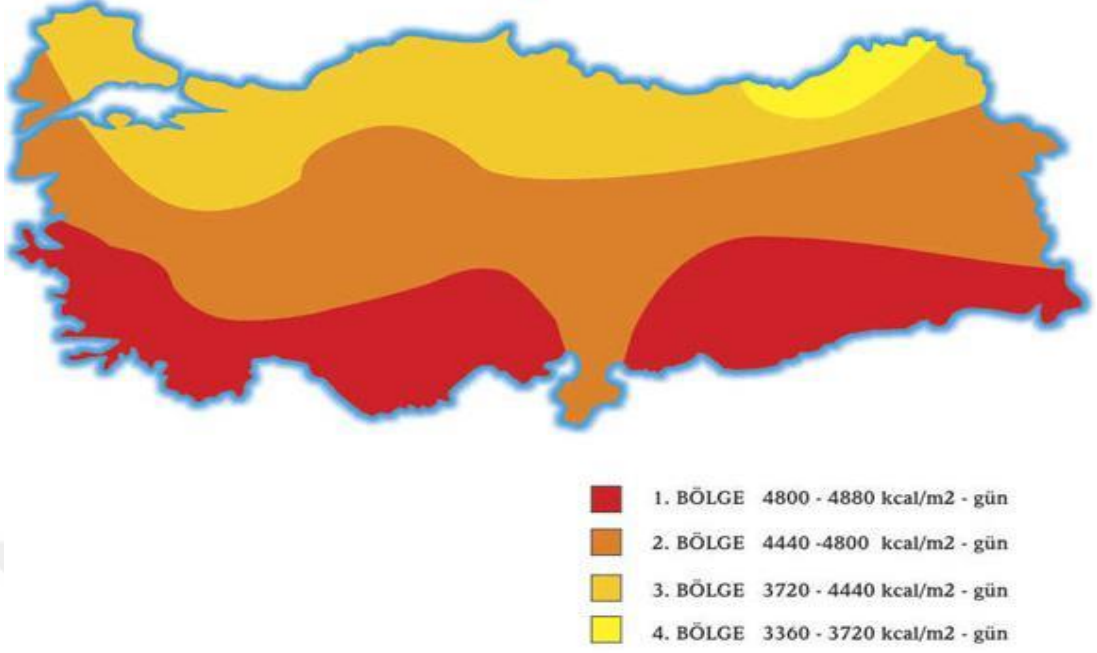 1. BÖLGE 4800 - 4880 kcal/m2 - gün
2. BÖLGE 4440 -4800 kcal/m2 - gün
3. BÖLGE 3720 - 4440 kcal/m2 - gün
4. BÖLGE 3360 - 3720 kcal/m2 - gün